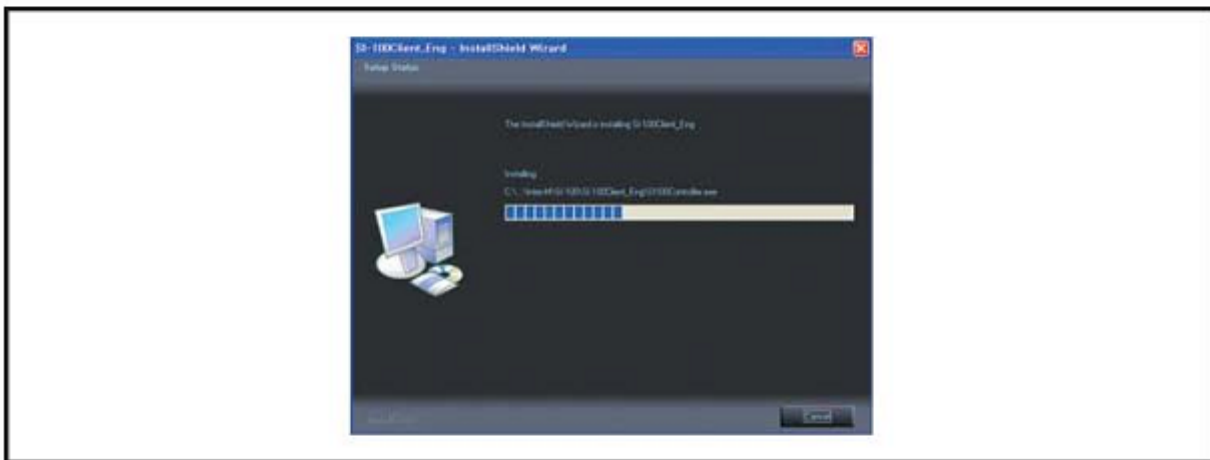 SI-100Client_Eng - InstallShield Wizard
Setup Status
The InstallShield Wizard is installing SI-100Client_Eng
Installing
Cancel